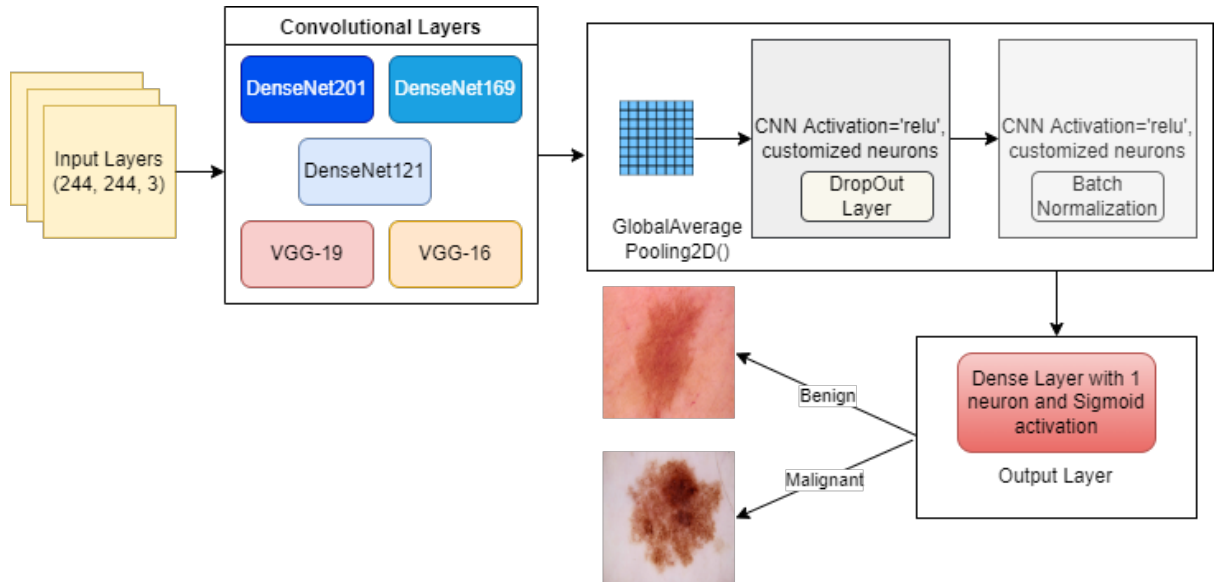 Convolutional Layers
DenseNet201
DenseNet169
DenseNet121
VGG-19
VGG-16
Input Layers
(244, 244, 3)
GlobalAverage
Pooling2D()
CNN Activation='relu',
customized neurons
DropOut
Layer
CNN Activation='relu',
customized neurons
Batch
Normalization
Dense Layer with 1
neuron and Sigmoid
activation
Output Layer
Benign
Malignant